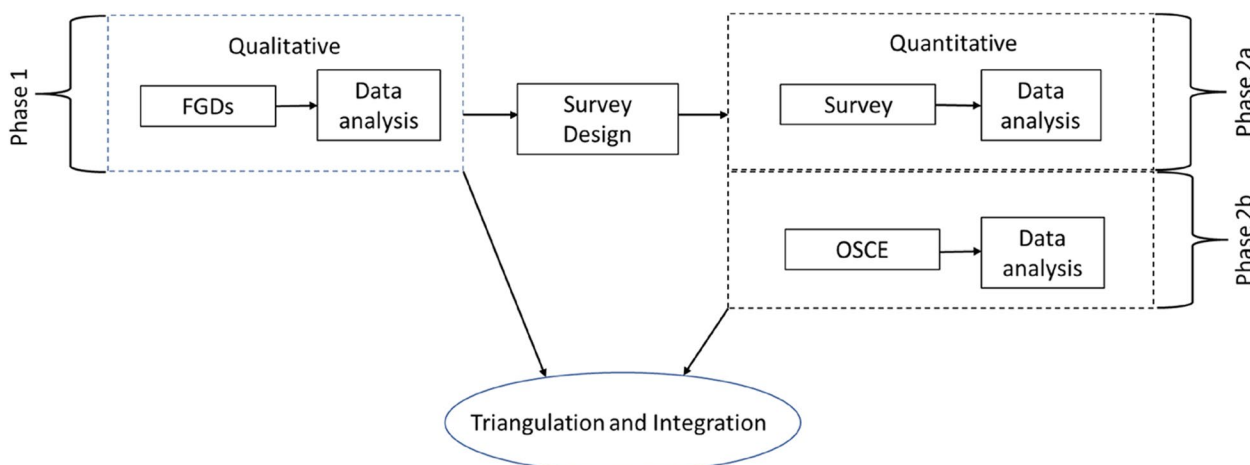 Phase 1
Qualitative
FGDs
Data
analysis
Survey
Design
Quantitative
Survey
Data
analysis
Phase 2a
OSCE
Data
analysis
Phase 2b
Triangulation and Integration